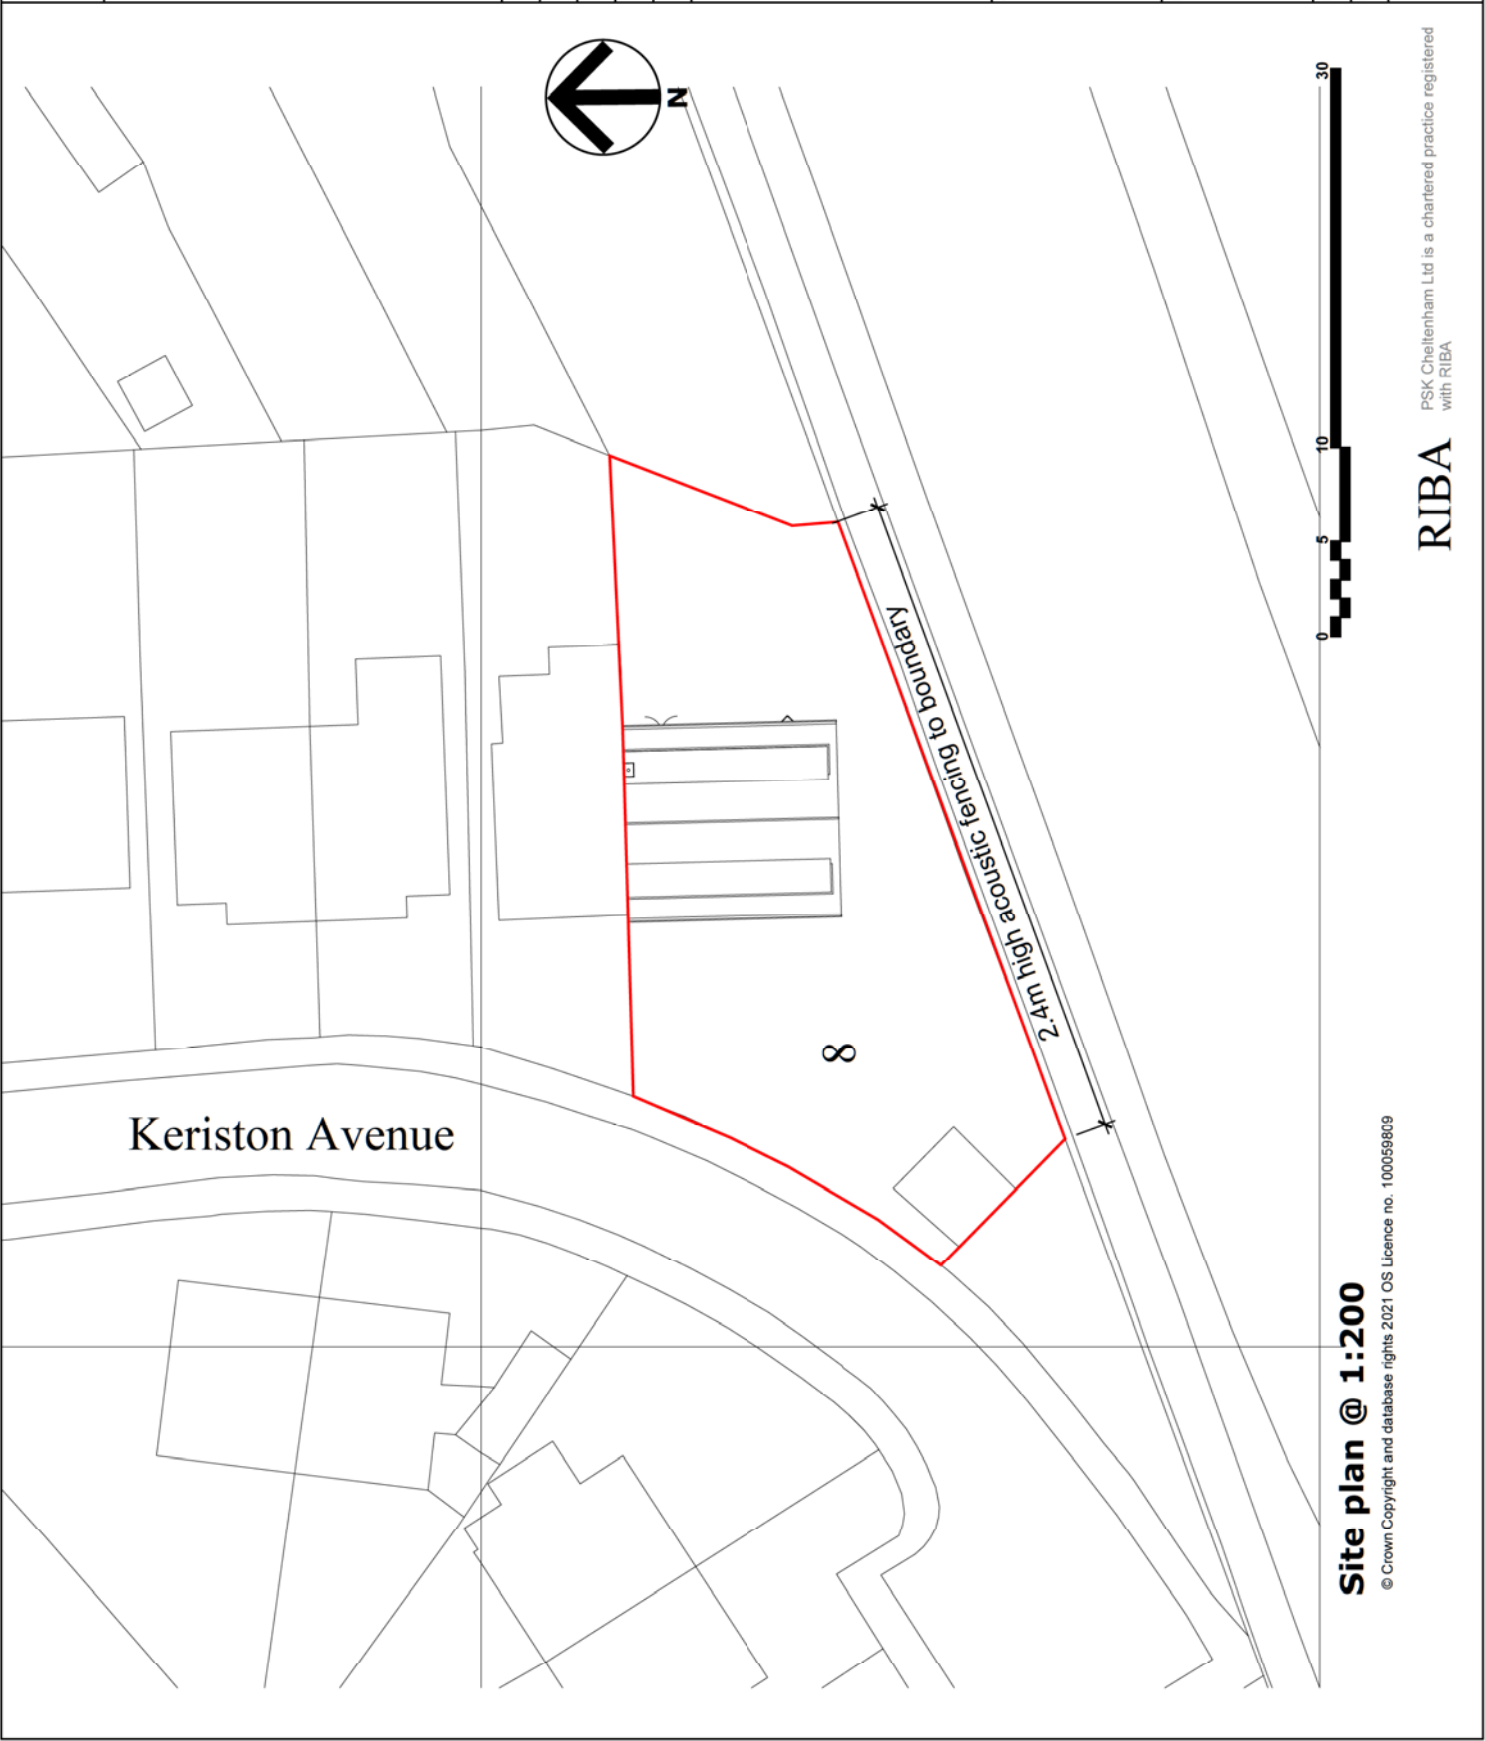 N
Keriston Avenue
8
2.4m high acoustic fencing to boundary
0 5 10 30
Site plan @ 1:200
© Crown Copyright and database rights 2021 OS Licence no. 100059809
RIBA
PSK Cheltenham Ltd is a chartered practice registered
with RIBA